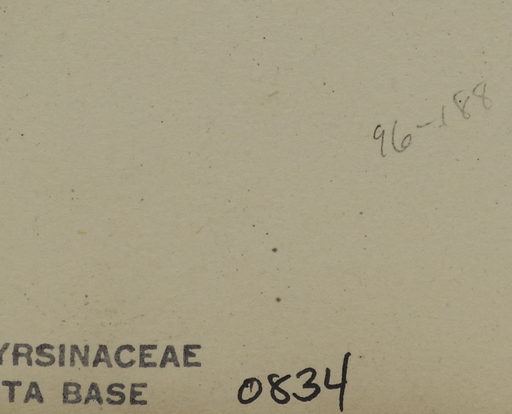 96-188
YRSINACEAE
TA BASE
0834